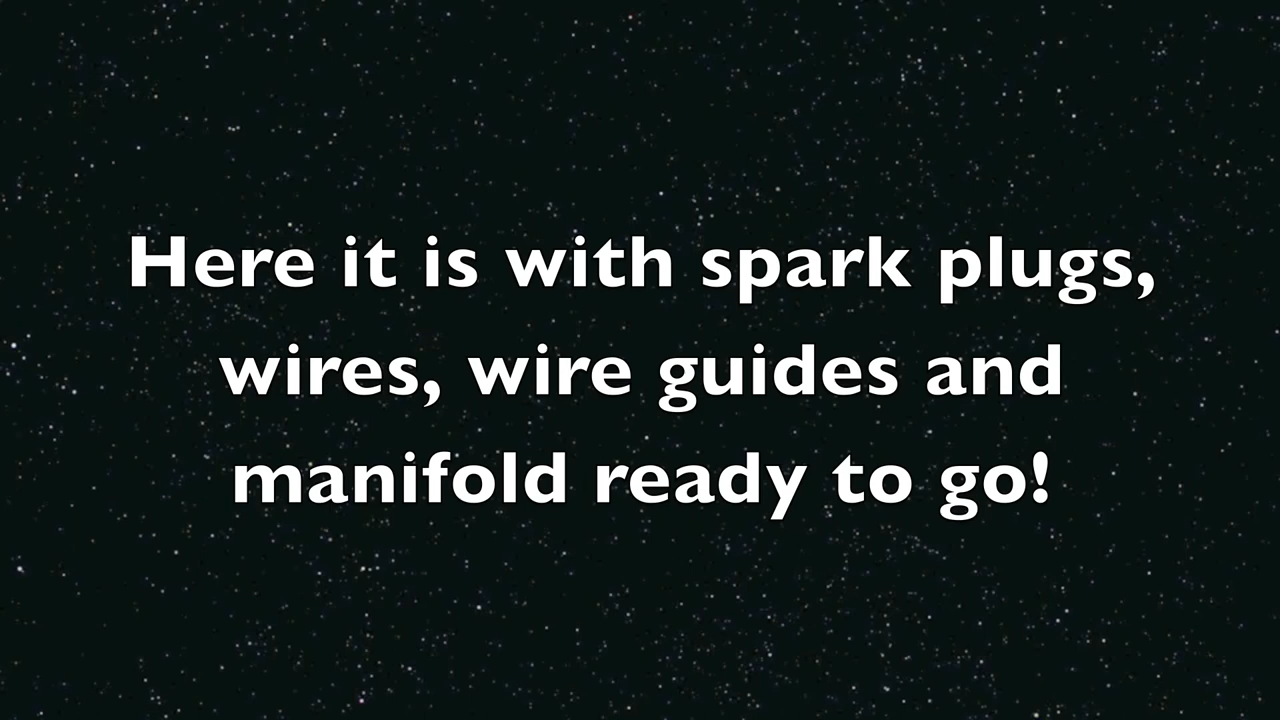 Here it is with spark plugs,
wires, wire guides and
manifold ready to go!